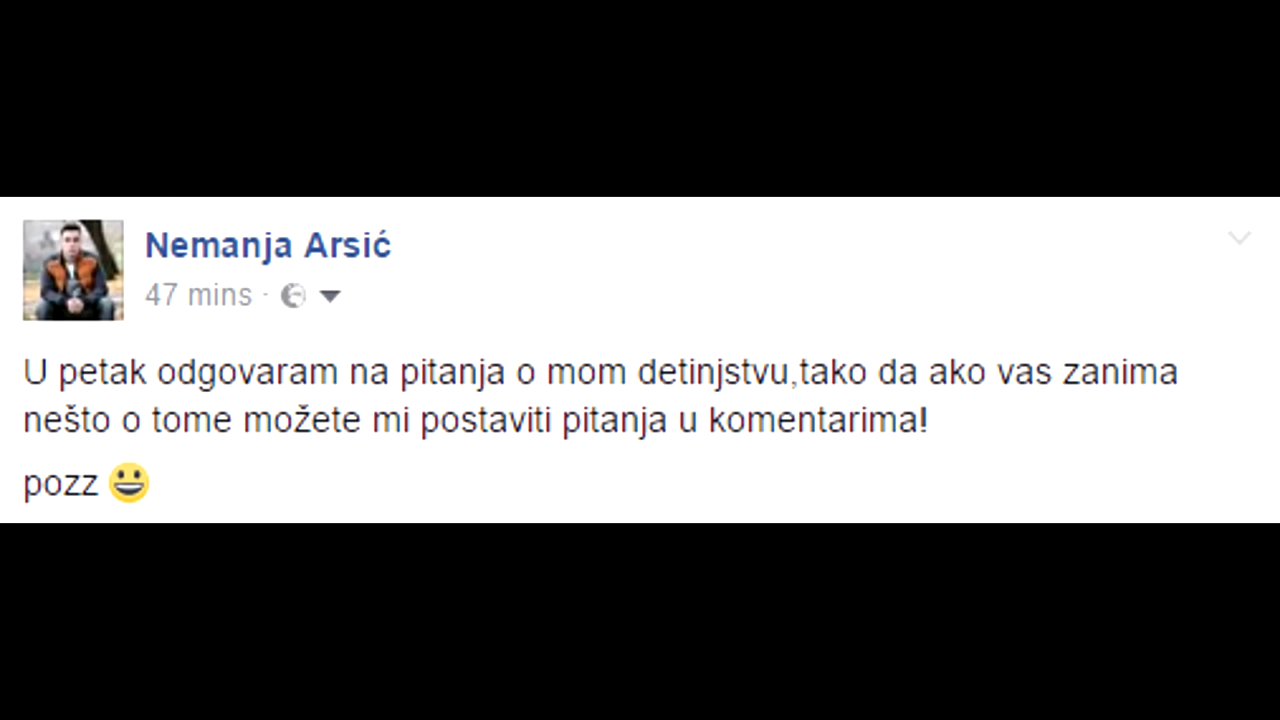 Nemanja Arsić
47 mins ·
U petak odgovaram na pitanja o mom detinjstvu,tako da ako vas zanima
nešto o tome možete mi postaviti pitanja u komentarima!
pozz 😀